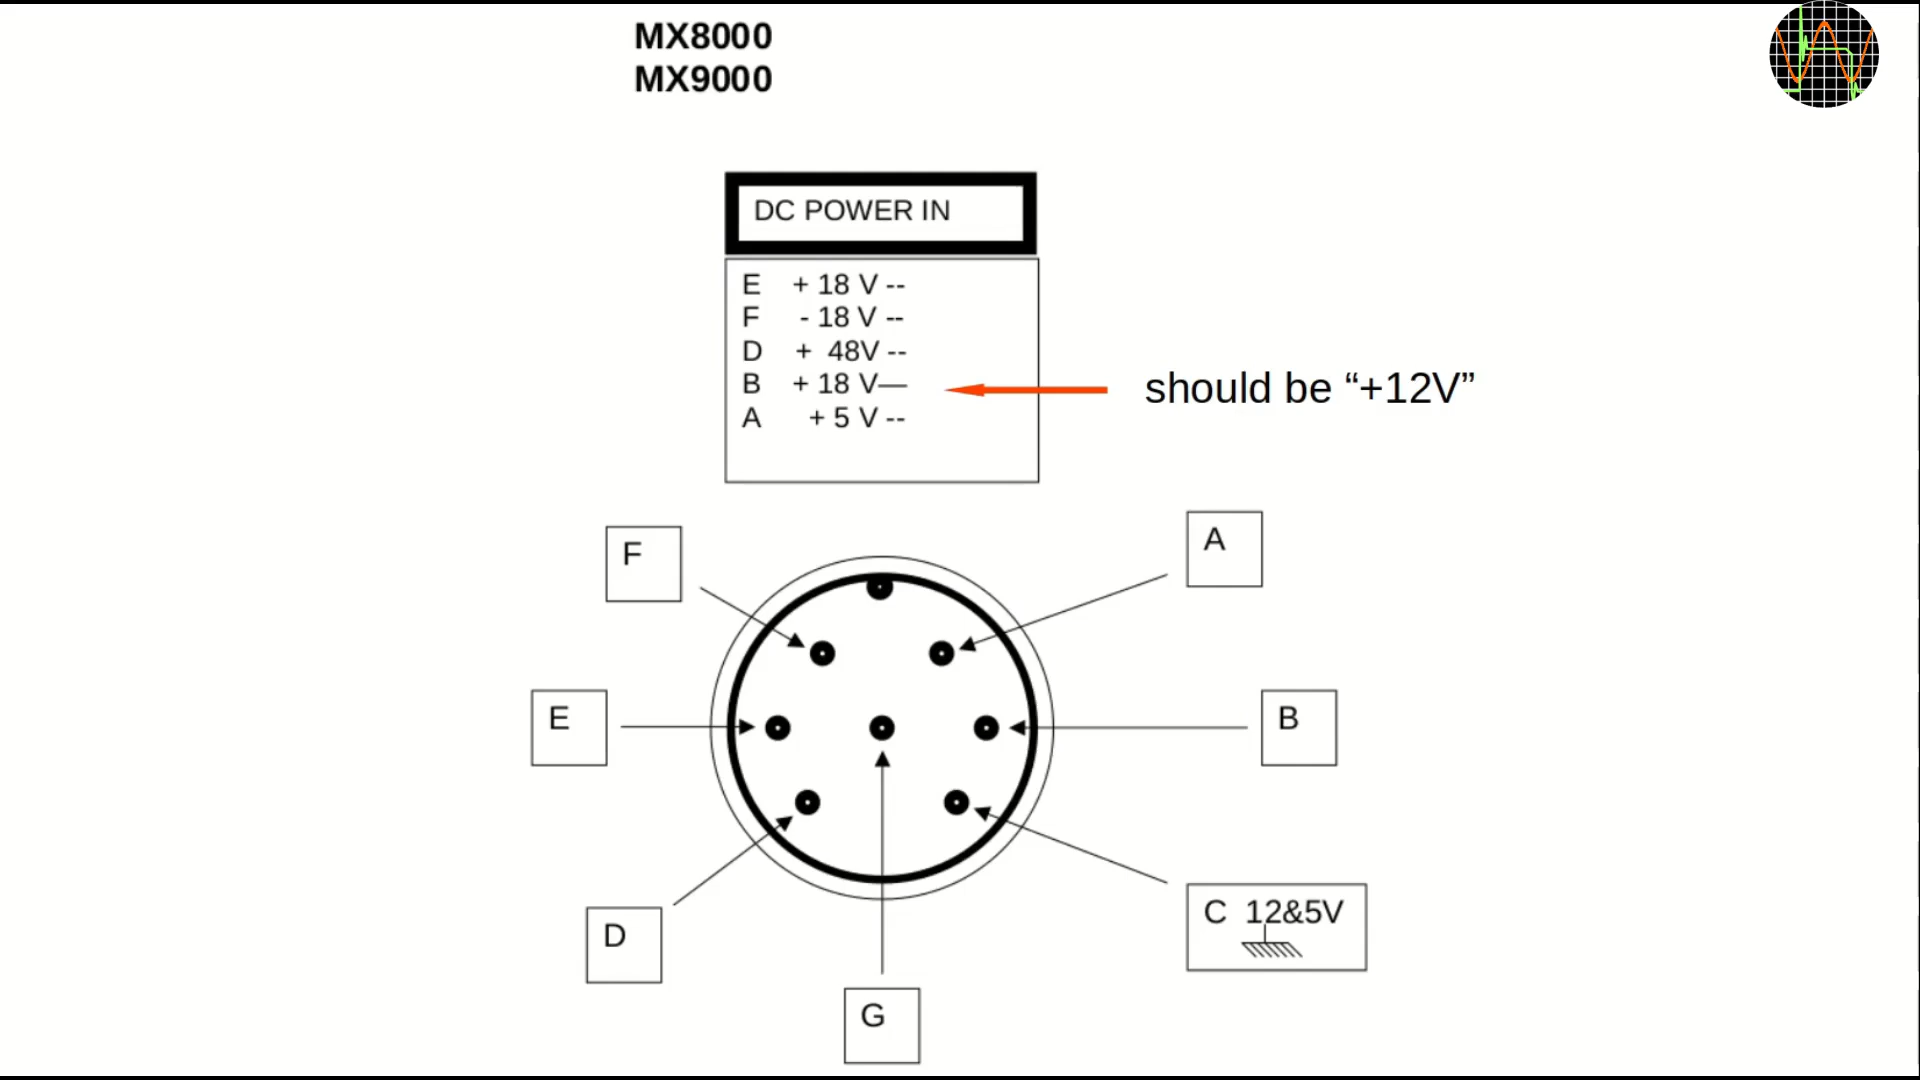 MX8000
MX9000
DC POWER IN
E + 18 V --
F - 18 V --
D + 48V --
B + 18 V—
A + 5 V --
should be “+12V”
F
A
E
B
D
C 12&5V
G